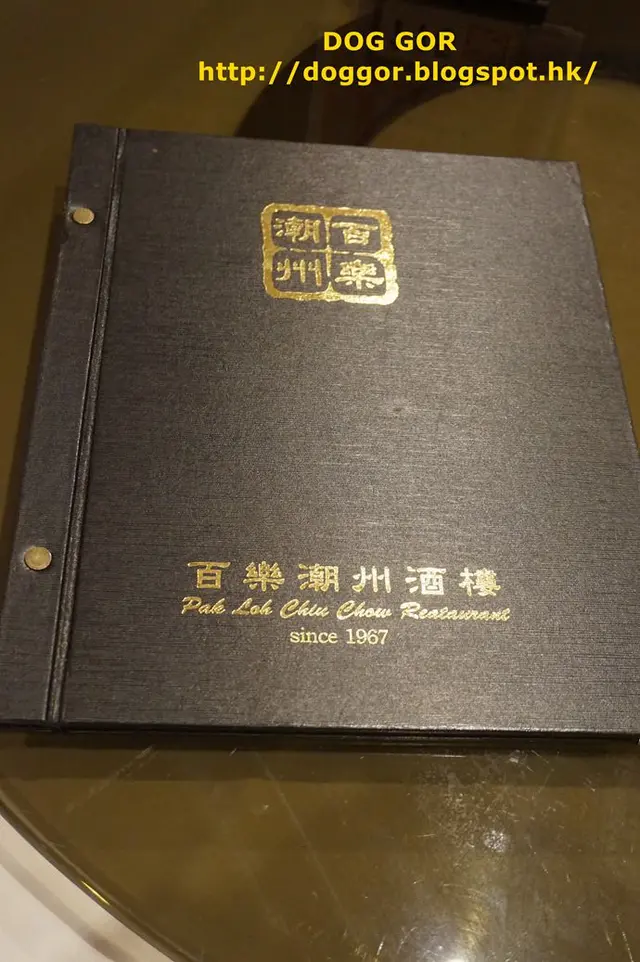 DOG GOR
http://doggor.blogspot.hk/
潮百
州樂
百樂潮州酒樓
Pak Loh Chiu Chow Reataurant
since 1967